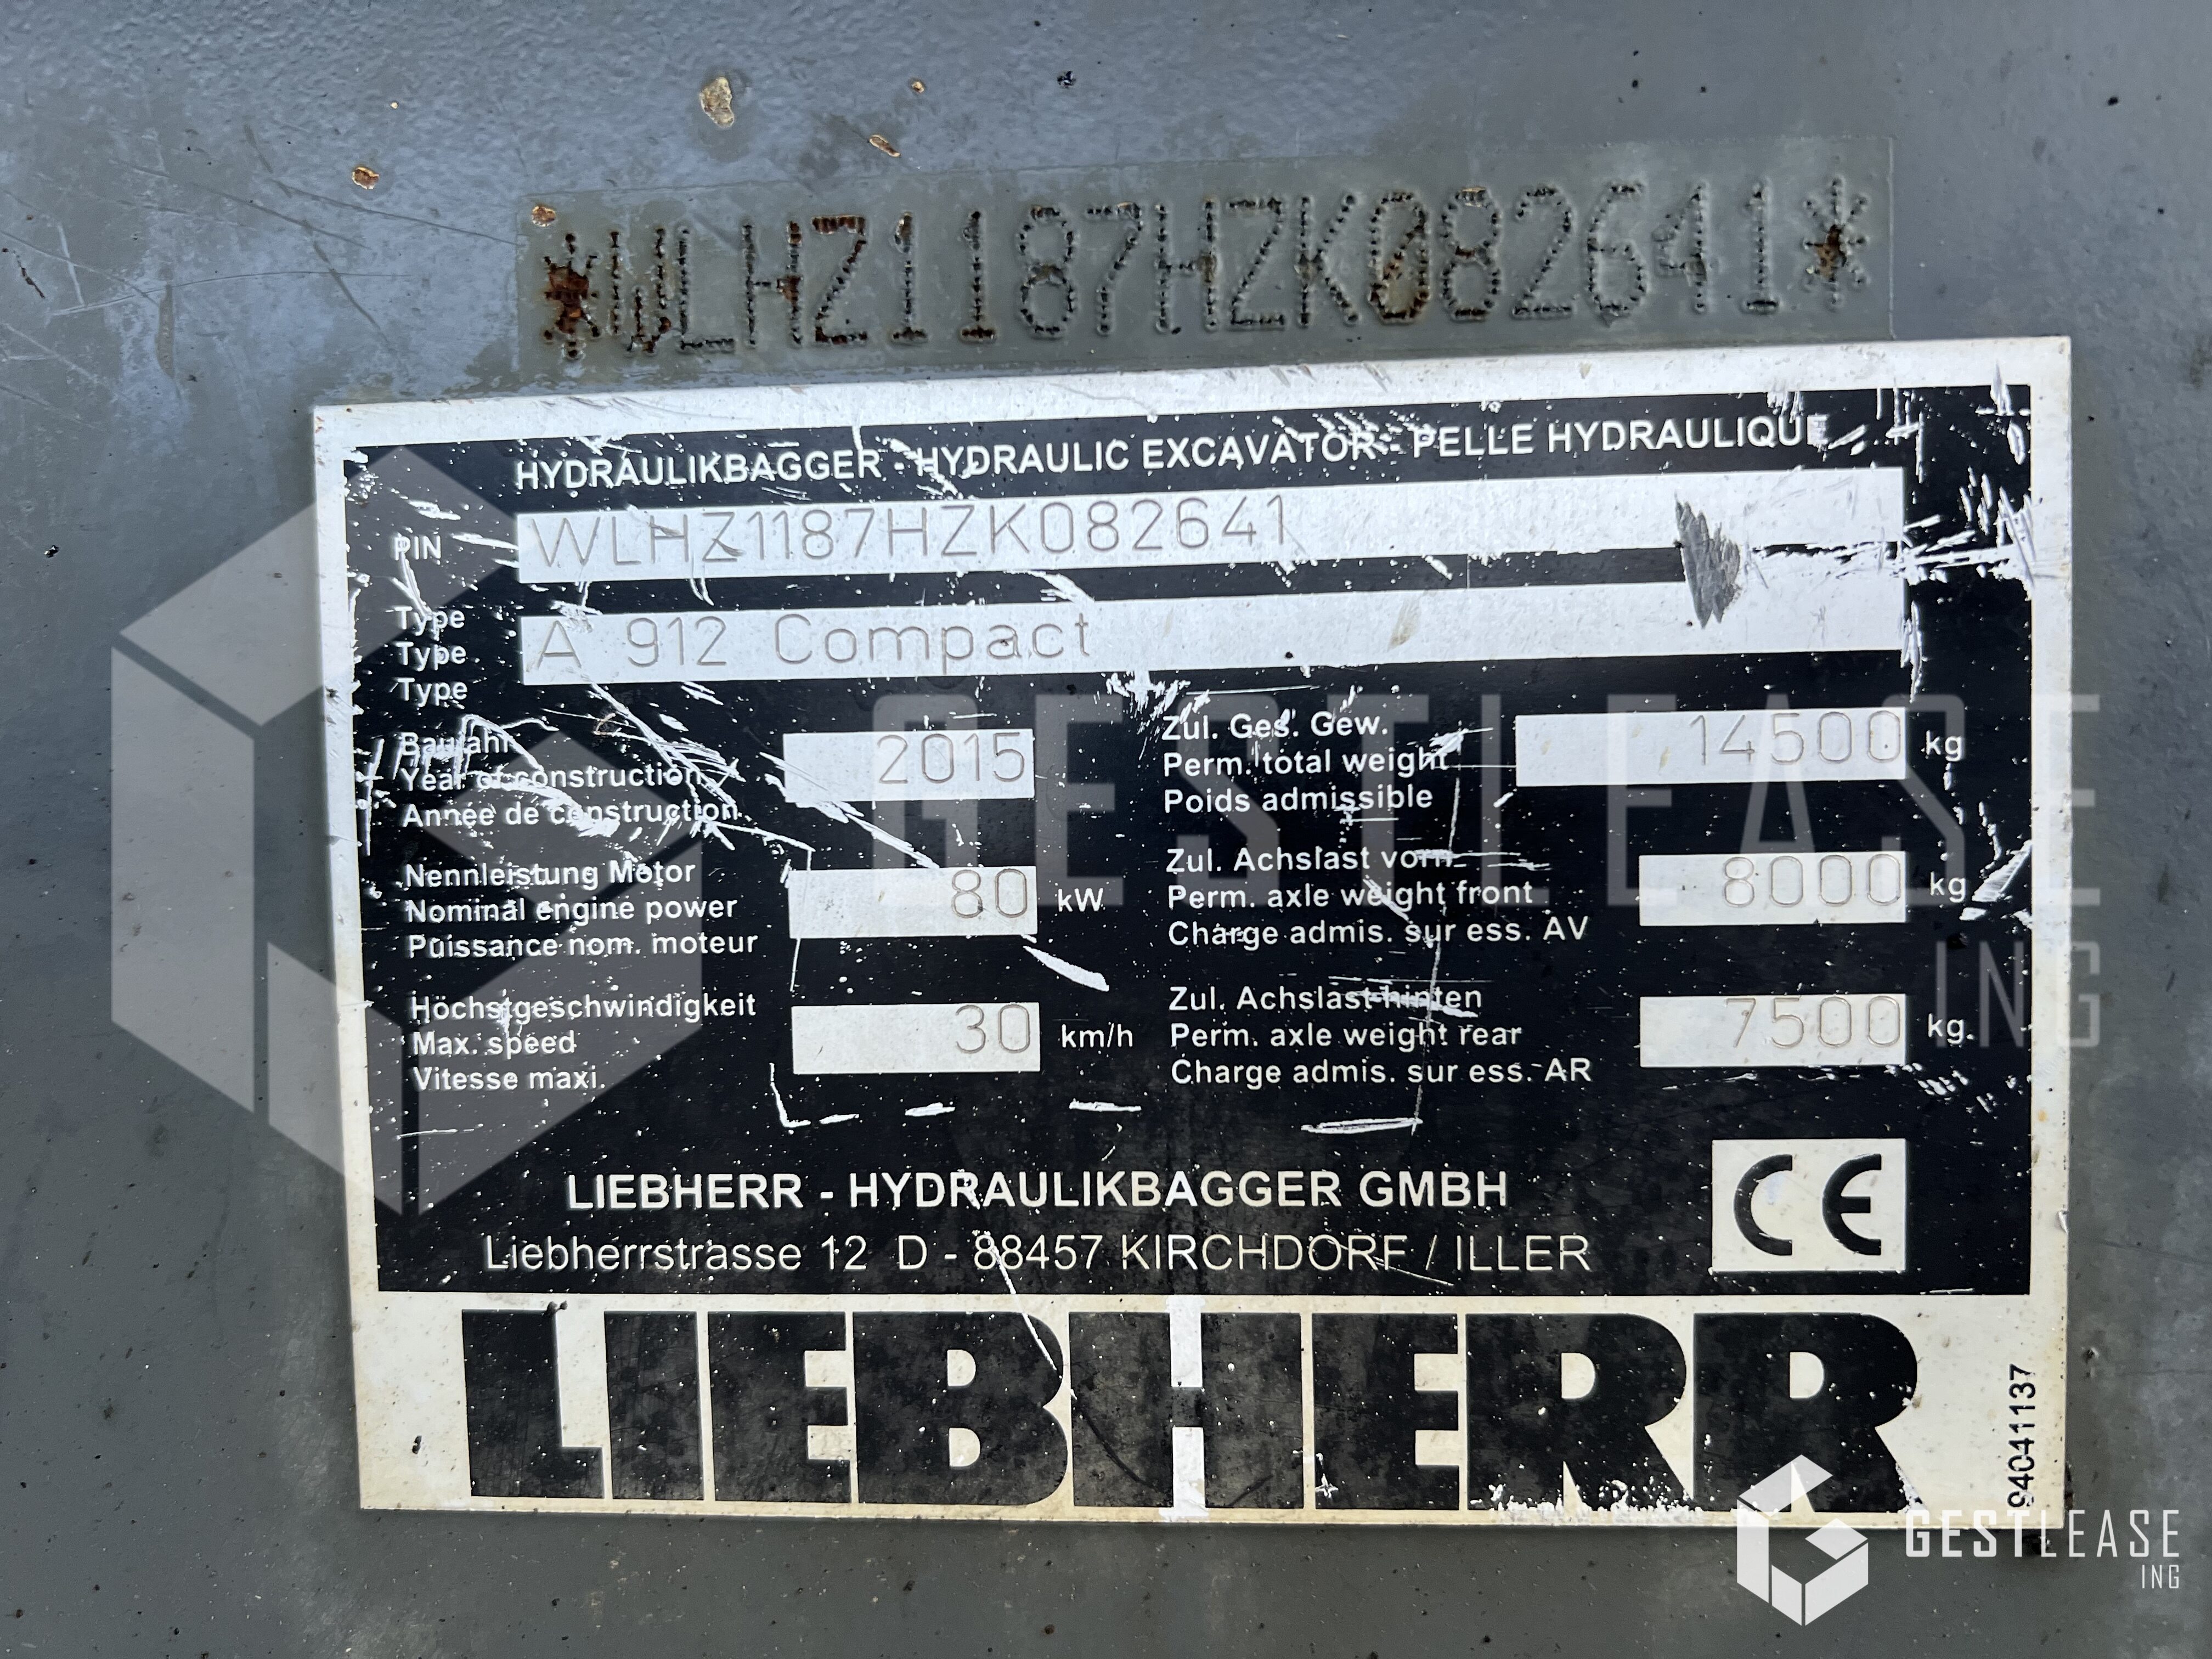 *WLHZ1187HZK082641*
HYDRAULIKBAGGER - HYDRAULIC EXCAVATOR - PELLE HYDRAULIQUE
PIN WLHZ1187HZK082641
Type
Type A 912 Compact
Type
Baujahr
Year of construction 2015
Année de construction
Zul. Ges. Gew.
Perm. total weight 14500 kg
Poids admissible
Nennleistung Motor
Nominal engine power 80 kW
Puissance nom. moteur
Zul. Achslast vorn
Perm. axle weight front 8000 kg
Charge admis. sur ess. AV
Höchstgeschwindigkeit
Max. speed 30 km/h
Vitesse maxi.
Zul. Achslast hinten
Perm. axle weight rear 7500 kg.
Charge admis. sur ess. AR
LIEBHERR - HYDRAULIKBAGGER GMBH
Liebherrstrasse 12 D - 88457 KIRCHDORF / ILLER
CE
LIEBHERR
94041137
GESTLEASE
ING
GESTLEASE
ING